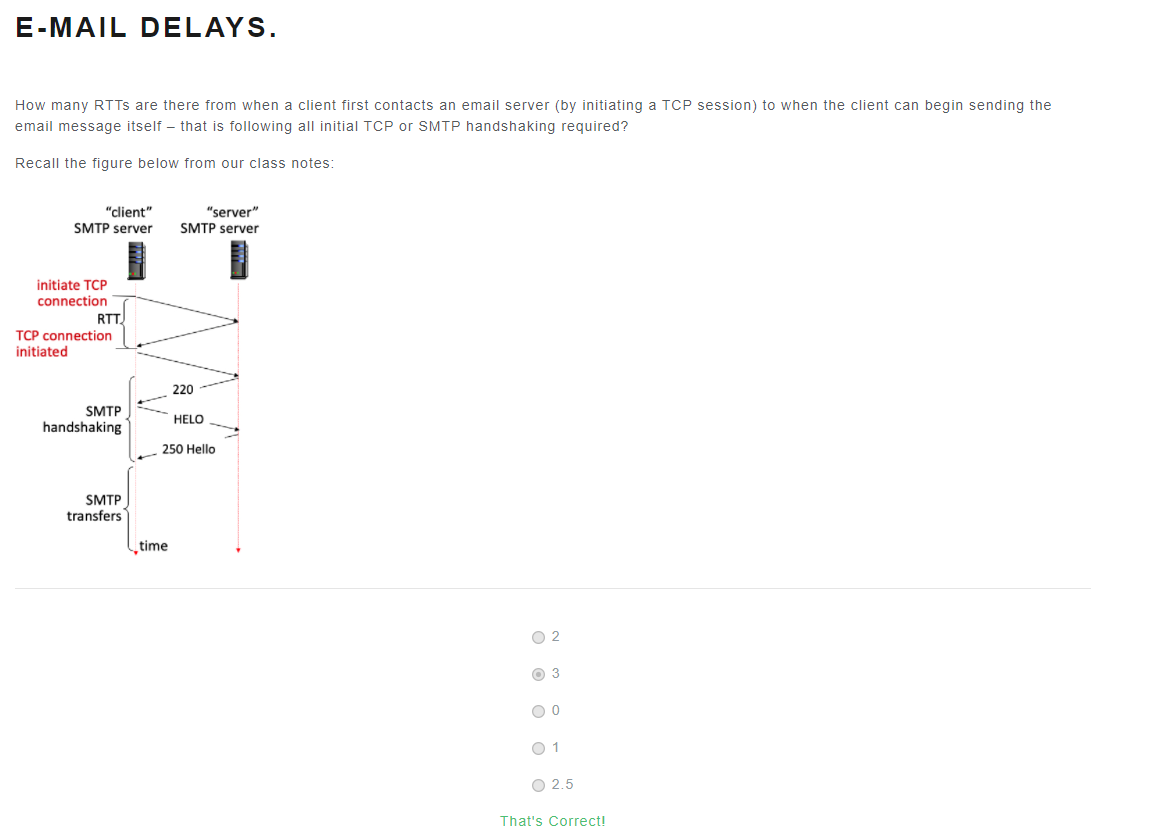 E-MAIL DELAYS.
How many RTTs are there from when a client first contacts an email server (by initiating a TCP session) to when the client can begin sending the
email message itself – that is following all initial TCP or SMTP handshaking required?
Recall the figure below from our class notes:
“client”
SMTP server
“server”
SMTP server
initiate TCP
connection
RTT
TCP connection
initiated
220
SMTP
handshaking
HELO
250 Hello
SMTP
transfers
time
2
3
0
1
2.5
That's Correct!